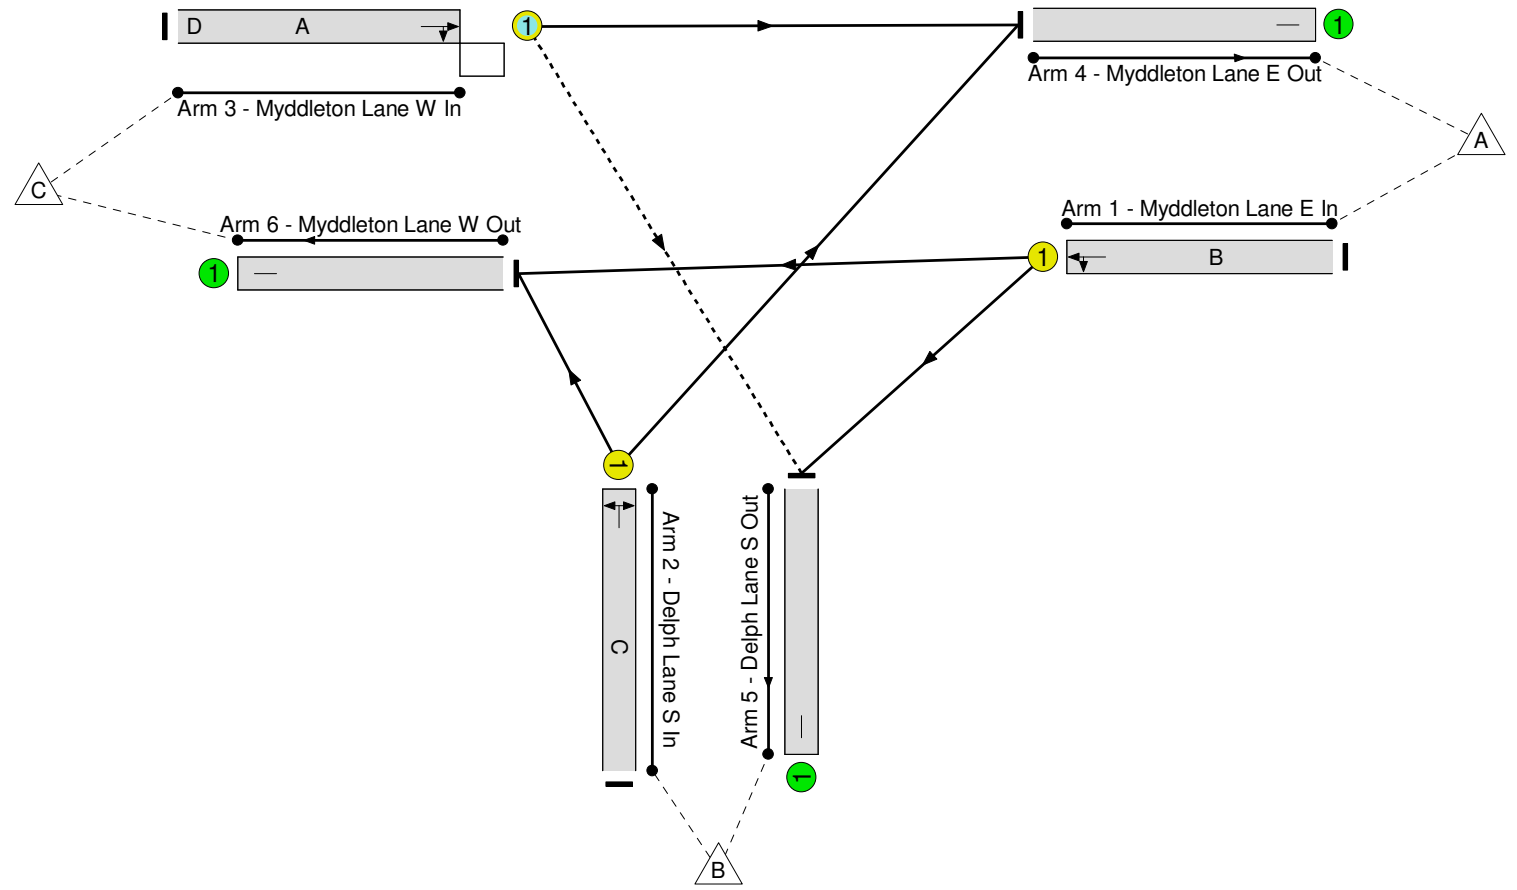 D A
1
1
Arm 4 - Myddleton Lane E Out
Arm 3 - Myddleton Lane W In
A
C
Arm 6 - Myddleton Lane W Out
Arm 1 - Myddleton Lane E In
1
1
B
1
Arm 2 - Delph Lane S In
Arm 5 - Delph Lane S Out
C
1
B